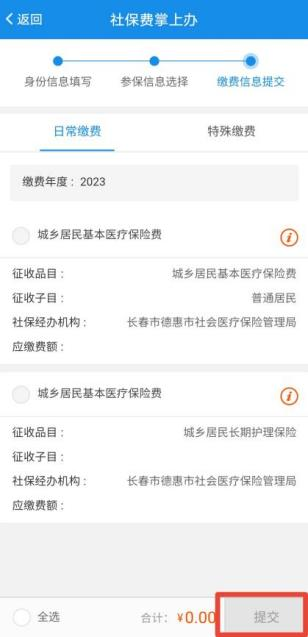 返回 社保费掌上办
身份信息填写 参保信息选择 缴费信息提交
日常缴费 特殊缴费
缴费年度：2023
城乡居民基本医疗保险费
征收品目： 城乡居民基本医疗保险费
征收子目： 普通居民
社保经办机构： 长春市德惠市社会医疗保险管理局
应缴费额：
城乡居民基本医疗保险费
征收品目： 城乡居民长期护理保险
征收子目：
社保经办机构： 长春市德惠市社会医疗保险管理局
应缴费额：
全选 合计：¥0.00 提交